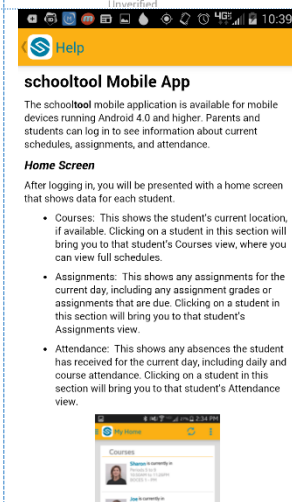 Unverified
4G 10:39
Help
schooltool Mobile App
The schooltool mobile application is available for mobile
devices running Android 4.0 and higher. Parents and
students can log in to see information about current
schedules, assignments, and attendance.
Home Screen
After logging in, you will be presented with a home screen
that shows data for each student.
• Courses: This shows the student's current location,
if available. Clicking on a student in this section will
bring you to that student's Courses view, where you
can view full schedules.
• Assignments: This shows any assignments for the
current day, including any assignment grades or
assignments that are due. Clicking on a student in
this section will bring you to that student's
Assignments view.
• Attendance: This shows any absences the student
has received for the current day, including daily and
course attendance. Clicking on a student in this
section will bring you to that student's Attendance
view.
2:34 PM
My Home
Courses
Sharon is currently in
Joe is currently in